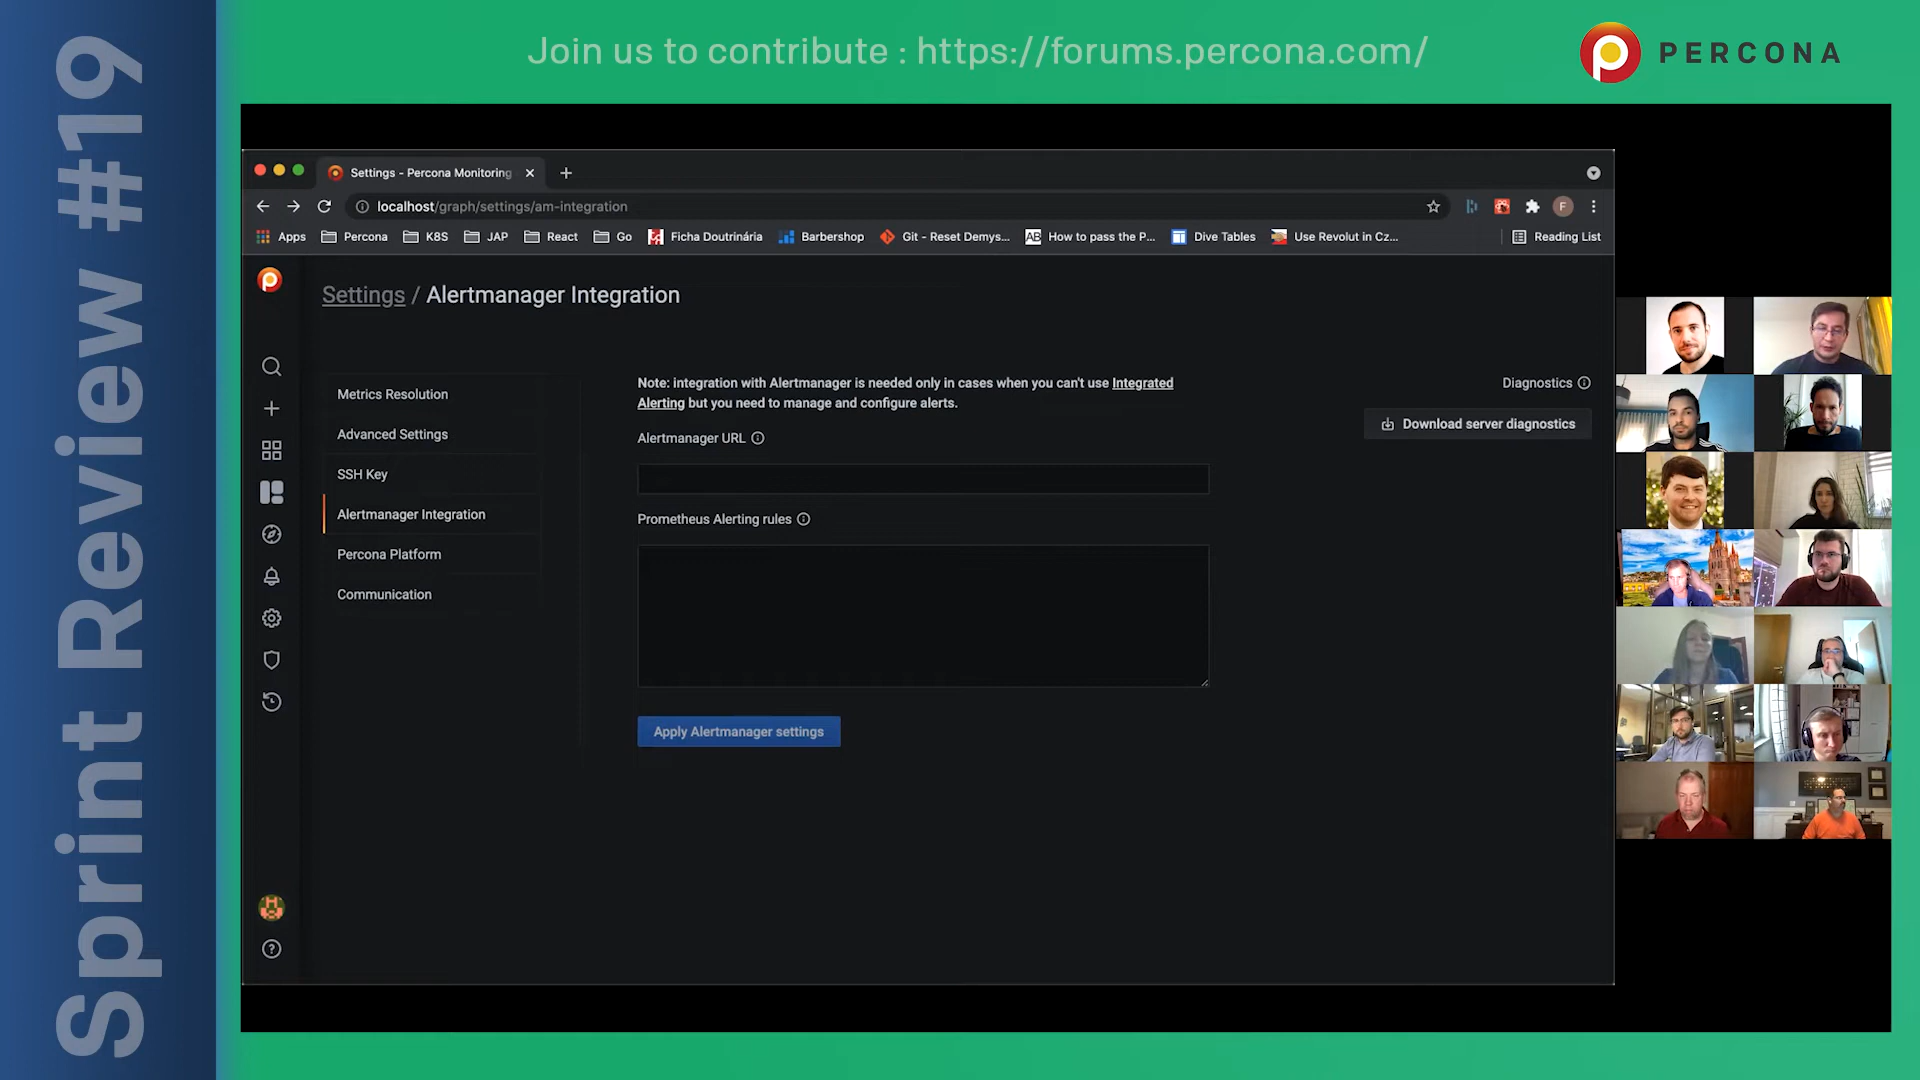 Sprint Review #19
Join us to contribute : https://forums.percona.com/
PERCONA
Settings - Percona Monitoring
localhost/graph/settings/am-integration
F
Apps
Percona
K8S
JAP
React
Go
Ficha Doutrinária
Barbershop
Git - Reset Demys...
AB
How to pass the P...
Dive Tables
Use Revolut in Cz...
Reading List
Settings / Alertmanager Integration
Metrics Resolution
Advanced Settings
SSH Key
Alertmanager Integration
Percona Platform
Communication
Note: integration with Alertmanager is needed only in cases when you can't use Integrated
Alerting but you need to manage and configure alerts.
Alertmanager URL
Prometheus Alerting rules
Apply Alertmanager settings
Diagnostics
Download server diagnostics